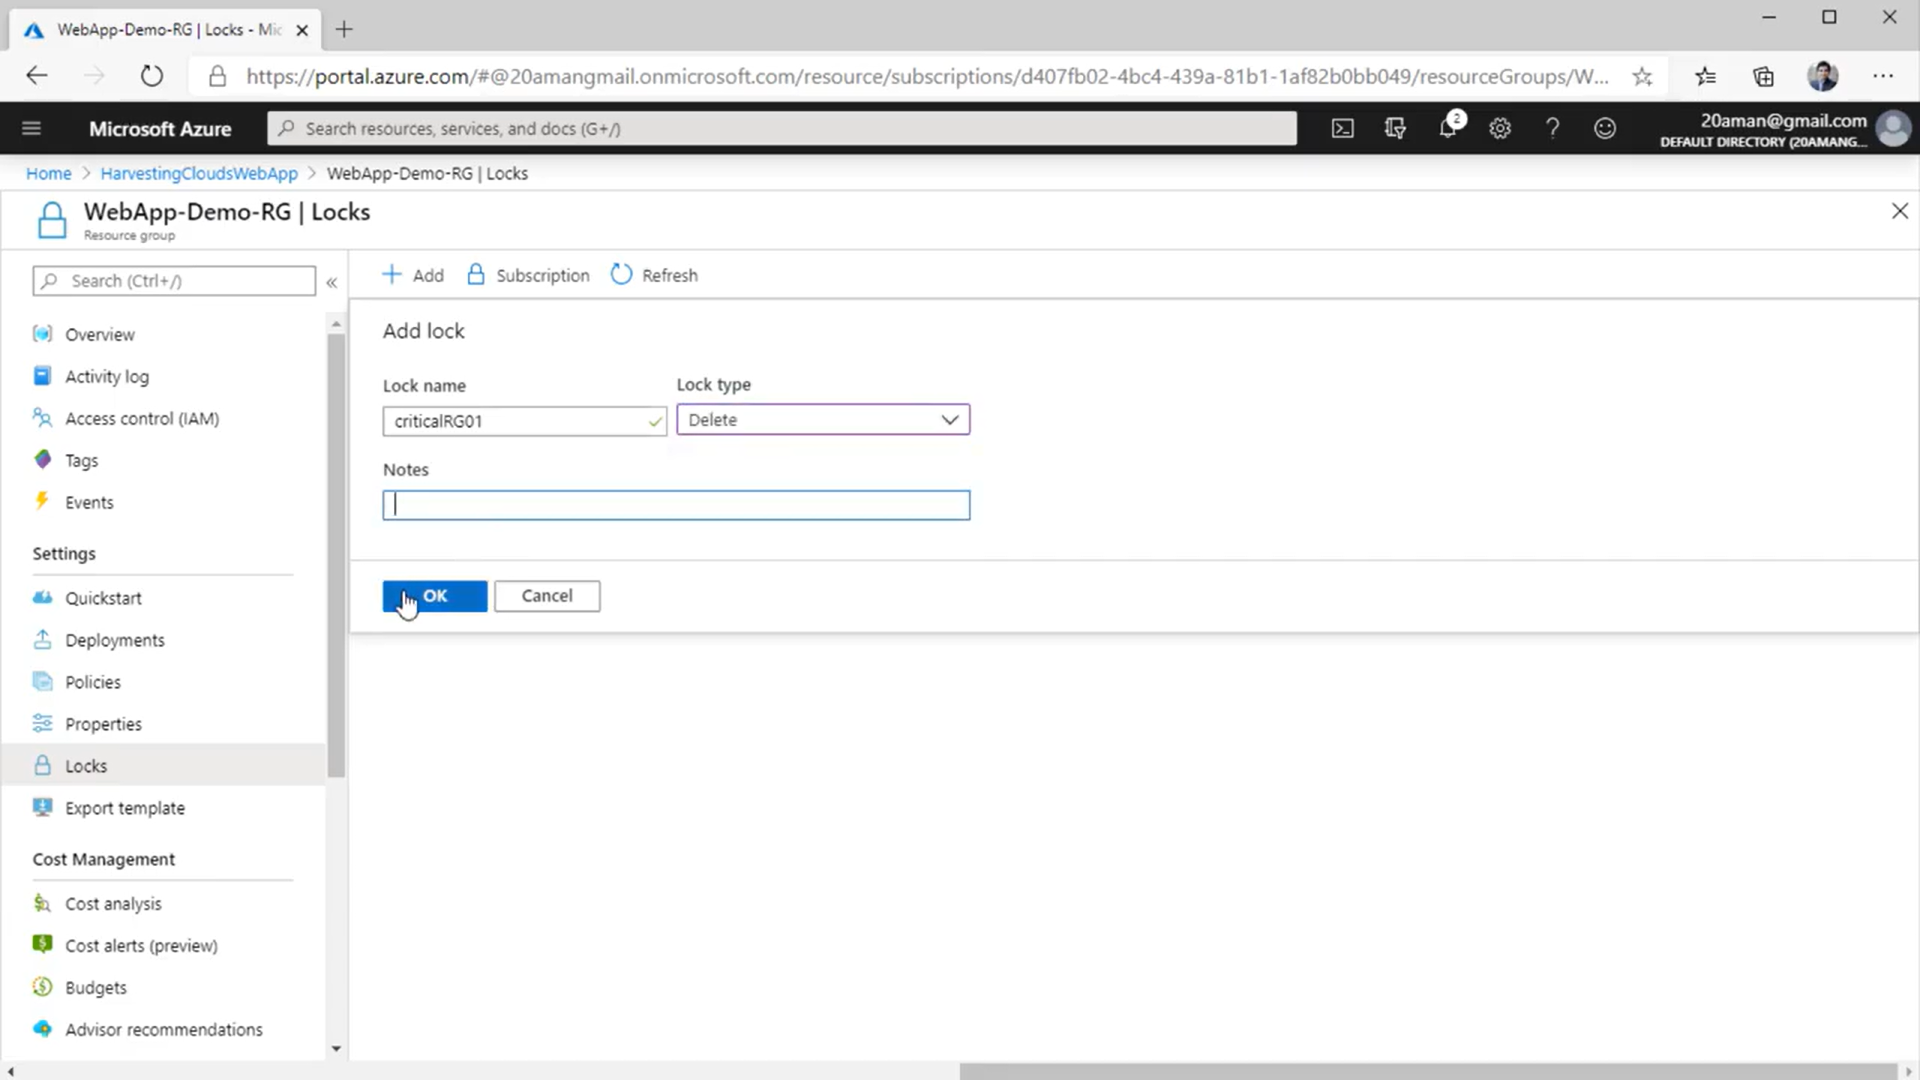 WebApp-Demo-RG | Locks - Mic
https://portal.azure.com/#@20amangmail.onmicrosoft.com/resource/subscriptions/d407fb02-4bc4-439a-81b1-1af82b0bb049/resourceGroups/W...
Microsoft Azure
Search resources, services, and docs (G+/)
2
20aman@gmail.com
DEFAULT DIRECTORY (20AMANG...
Home > HarvestingCloudsWebApp > WebApp-Demo-RG | Locks
WebApp-Demo-RG | Locks
Resource group
Search (Ctrl+/)
Overview
Activity log
Access control (IAM)
Tags
Events
Settings
Quickstart
Deployments
Policies
Properties
Locks
Export template
Cost Management
Cost analysis
Cost alerts (preview)
Budgets
Advisor recommendations
Add Subscription Refresh
Add lock
Lock name Lock type
criticalRG01 Delete
Notes
OK Cancel